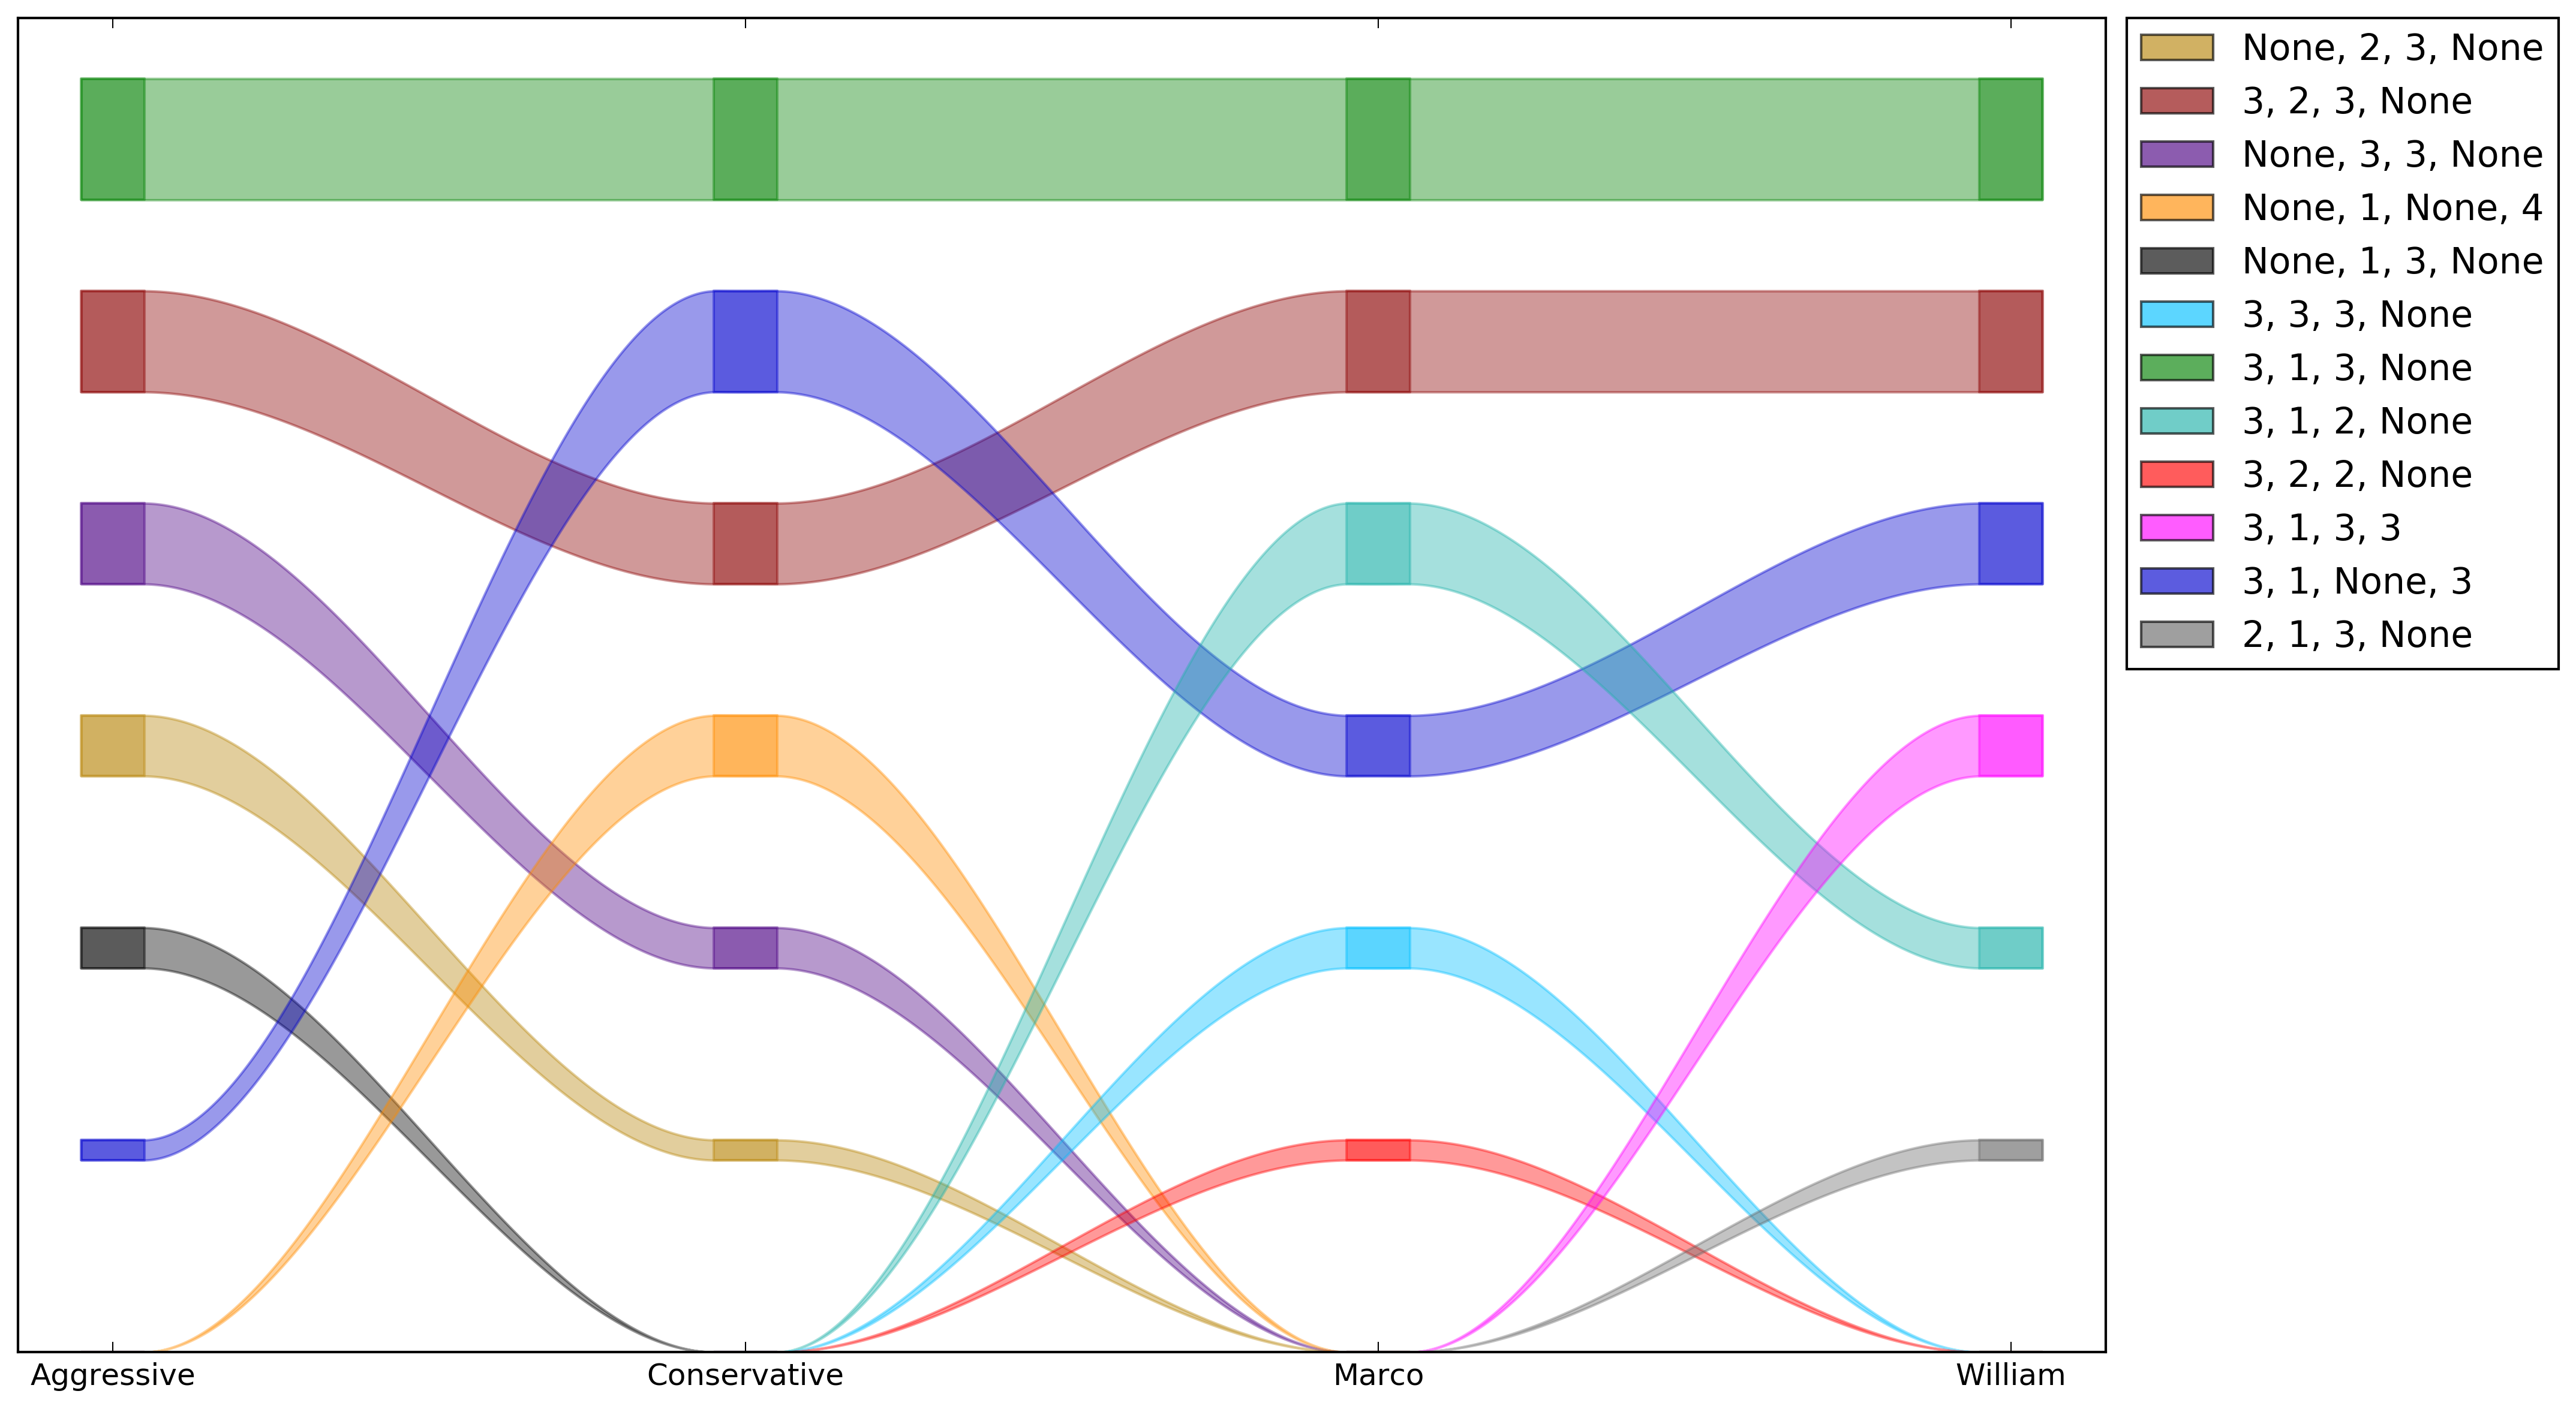 None, 2, 3, None
3, 2, 3, None
None, 3, 3, None
None, 1, None, 4
None, 1, 3, None
3, 3, 3, None
3, 1, 3, None
3, 1, 2, None
3, 2, 2, None
3, 1, 3, 3
3, 1, None, 3
2, 1, 3, None
Aggressive
Conservative
Marco
William